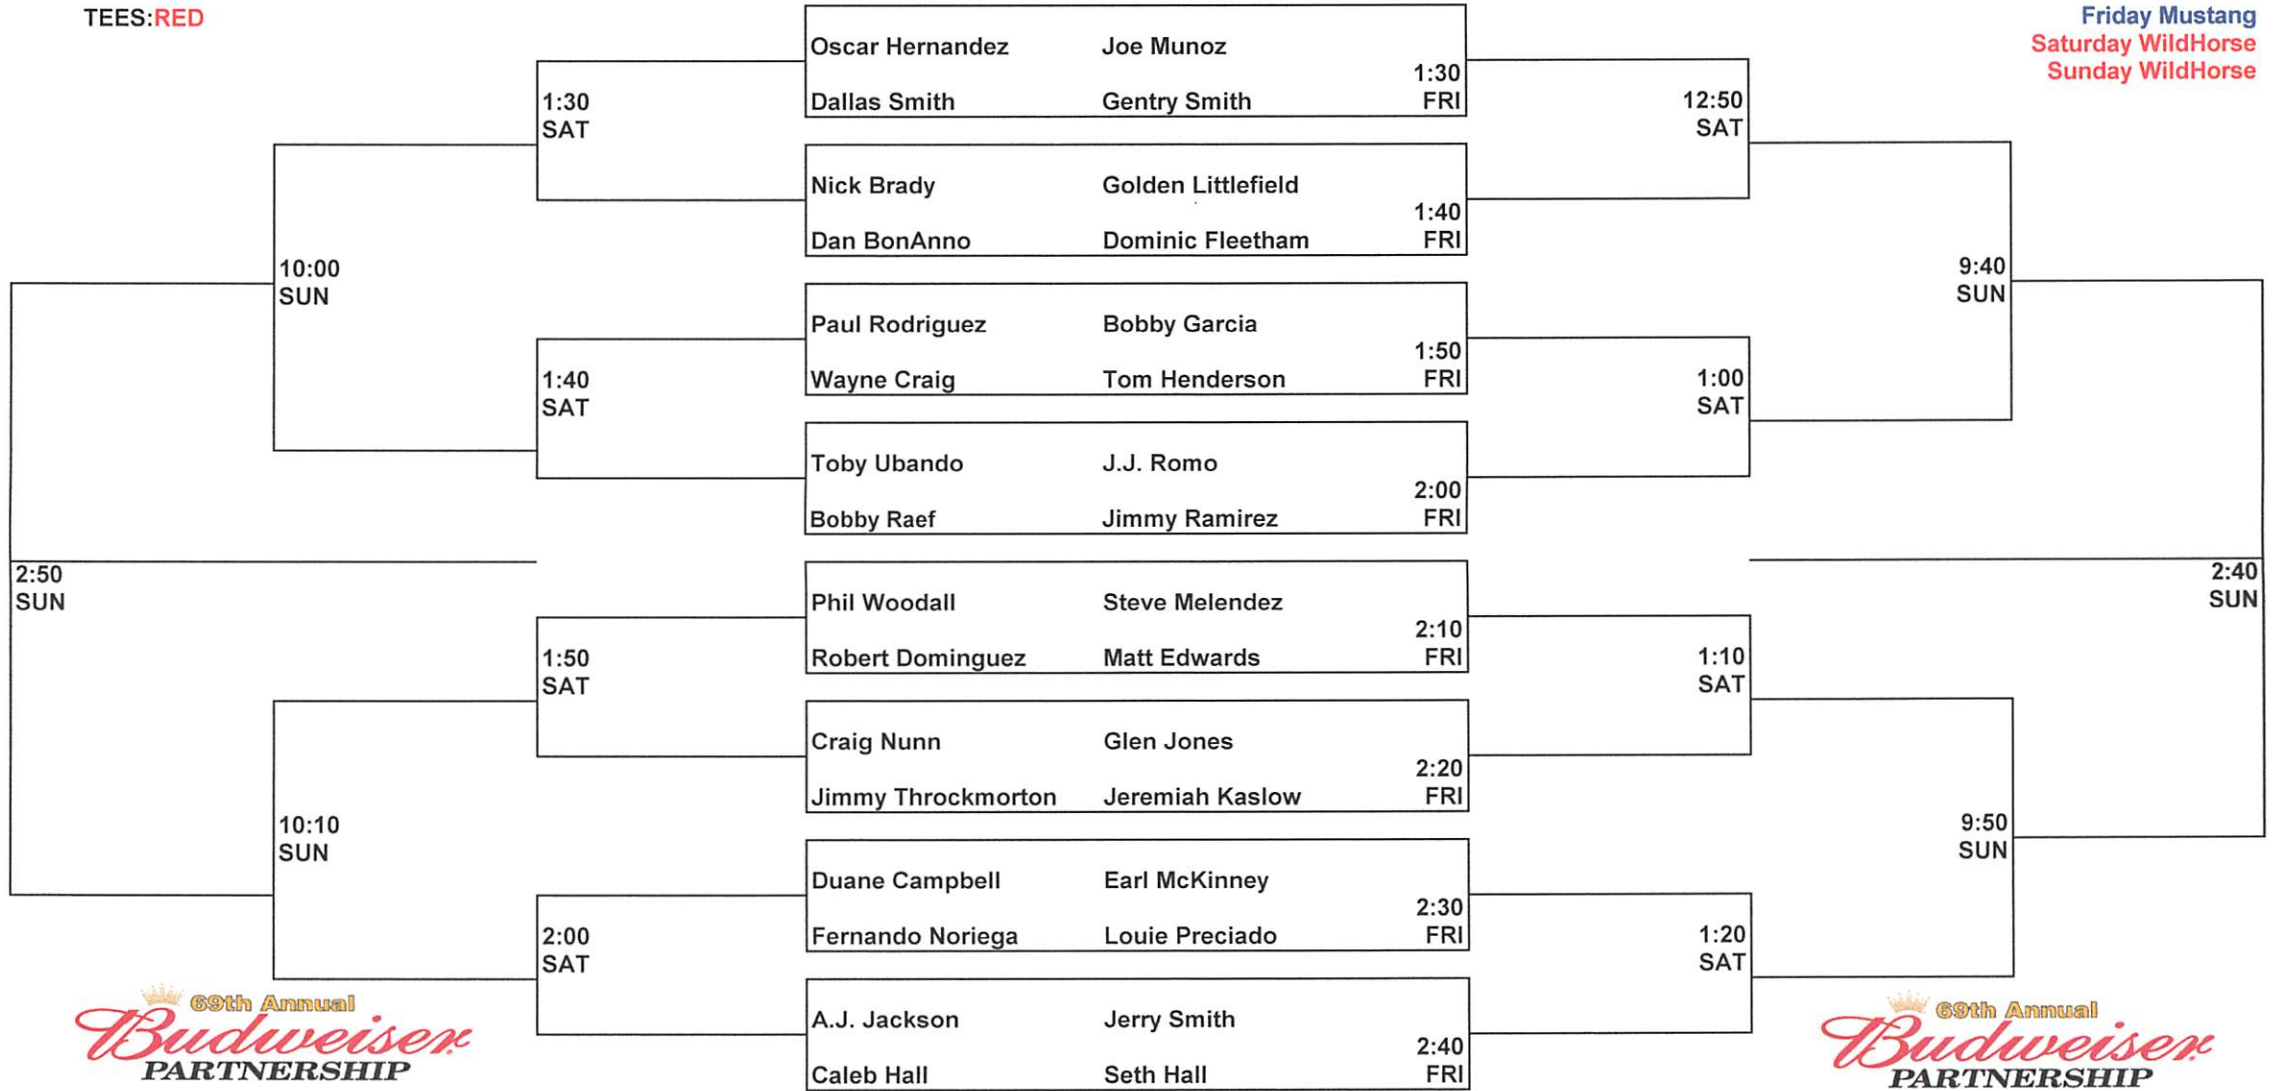 TEES:RED
Friday Mustang
Saturday WildHorse
Sunday WildHorse
Oscar Hernandez Joe Munoz
1:30
Dallas Smith Gentry Smith FRI
1:30
SAT
12:50
SAT
Nick Brady Golden Littlefield
1:40
Dan BonAnno Dominic Fleetham FRI
10:00
SUN
9:40
SUN
Paul Rodriguez Bobby Garcia
1:50
Wayne Craig Tom Henderson FRI
1:40
SAT
1:00
SAT
Toby Ubando J.J. Romo
2:00
Bobby Raef Jimmy Ramirez FRI
2:50
SUN
2:40
SUN
Phil Woodall Steve Melendez
2:10
Robert Dominguez Matt Edwards FRI
1:50
SAT
1:10
SAT
Craig Nunn Glen Jones
2:20
Jimmy Throckmorton Jeremiah Kaslow FRI
10:10
SUN
9:50
SUN
Duane Campbell Earl McKinney
2:30
Fernando Noriega Louie Preciado FRI
2:00
SAT
1:20
SAT
A.J. Jackson Jerry Smith
2:40
Caleb Hall Seth Hall FRI
69th Annual
Budweiser
PARTNERSHIP
69th Annual
Budweiser
PARTNERSHIP